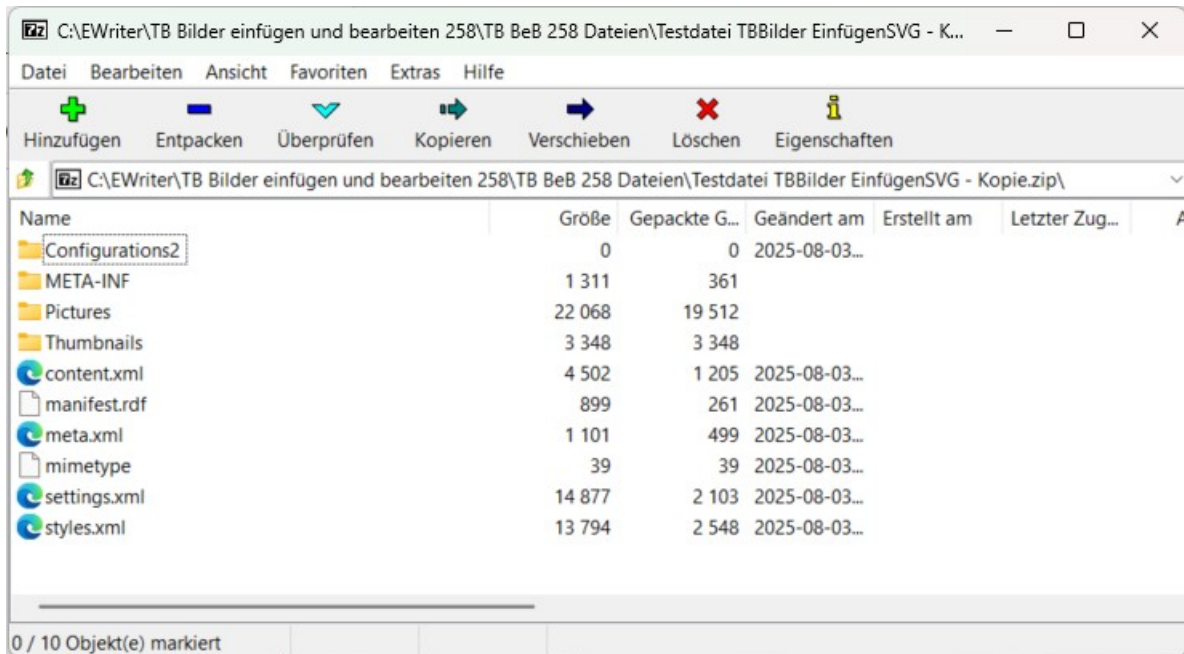 7z C:\EWriter\TB Bilder einfügen und bearbeiten 258\TB BeB 258 Dateien\Testdatei TBBilder EinfügenSVG - K...
Datei Bearbeiten Ansicht Favoriten Extras Hilfe
Hinzufügen Entpacken Überprüfen Kopieren Verschieben Löschen Eigenschaften
7z C:\EWriter\TB Bilder einfügen und bearbeiten 258\TB BeB 258 Dateien\Testdatei TBBilder EinfügenSVG - Kopie.zip\
Name Größe Gepackte G... Geändert am Erstellt am Letzter Zug... A
Configurations2 0 0 2025-08-03...
META-INF 1 311 361
Pictures 22 068 19 512
Thumbnails 3 348 3 348
content.xml 4 502 1 205 2025-08-03...
manifest.rdf 899 261 2025-08-03...
meta.xml 1 101 499 2025-08-03...
mimetype 39 39 2025-08-03...
settings.xml 14 877 2 103 2025-08-03...
styles.xml 13 794 2 548 2025-08-03...
0 / 10 Objekt(e) markiert